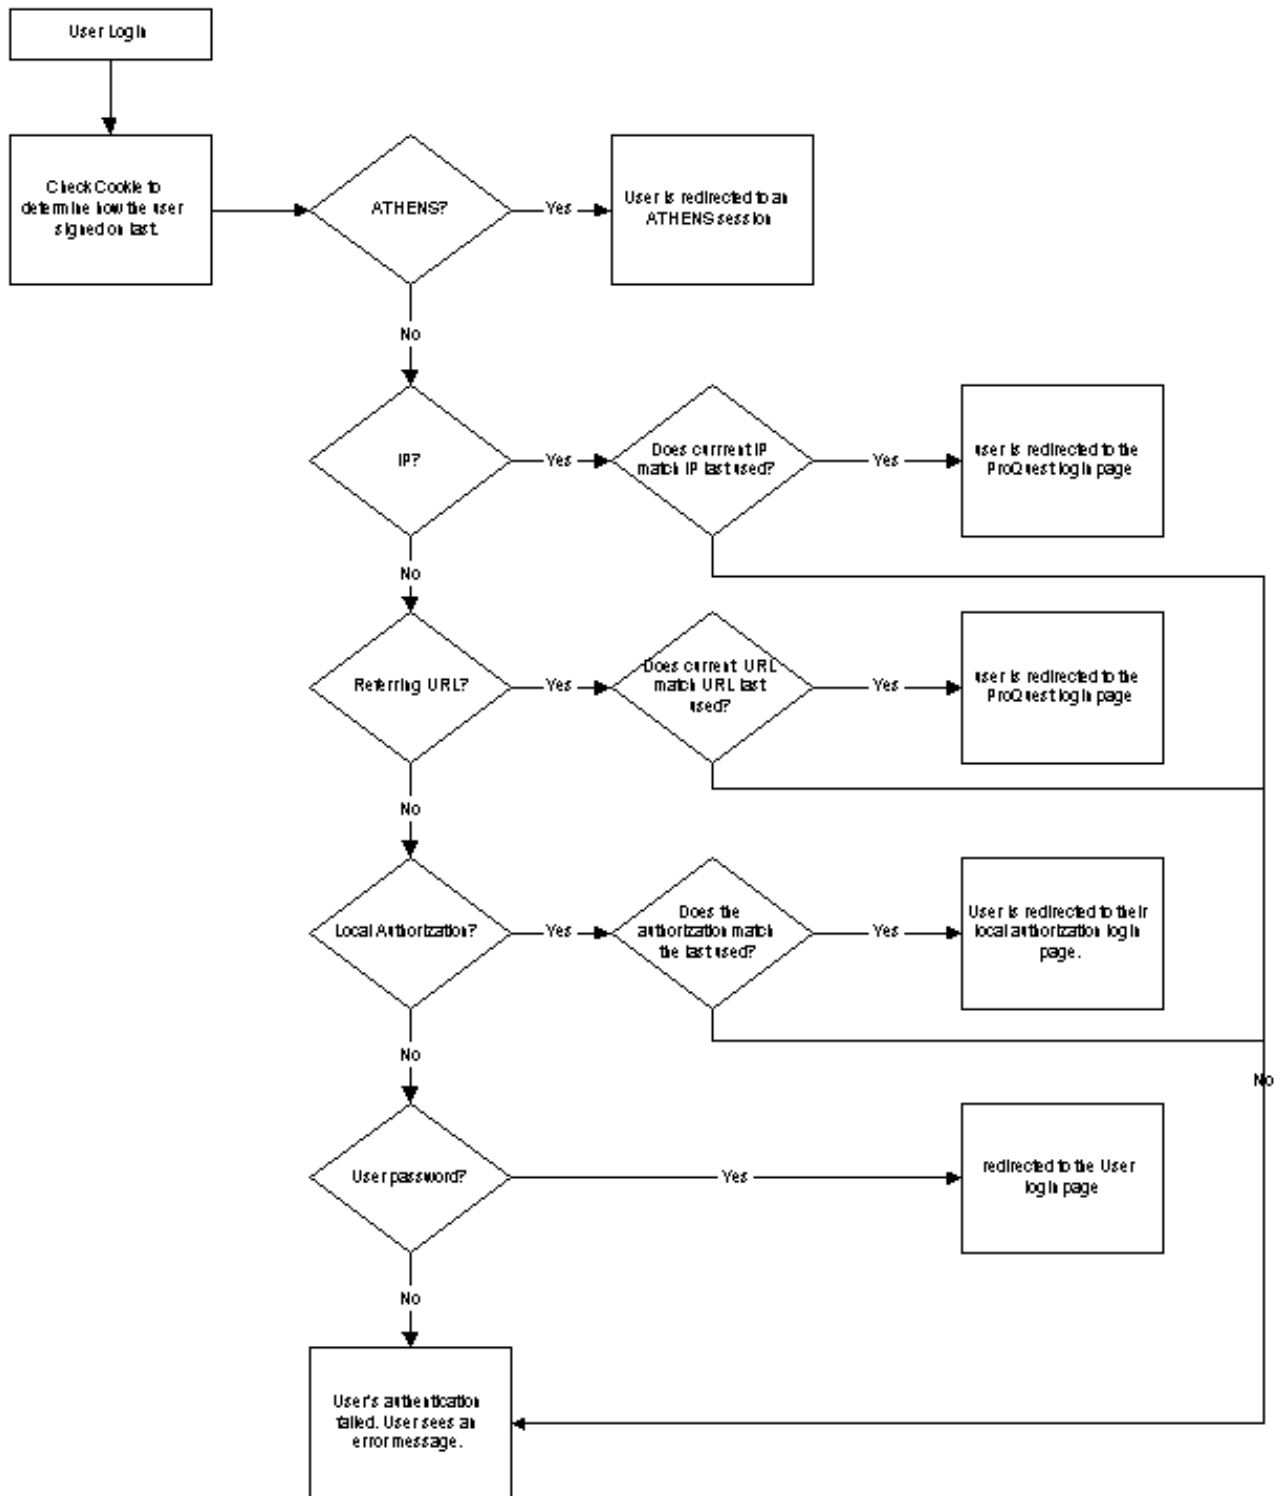 User Login
Check Cookie to
determine how the user
signed on last.
ATHENS?
Yes
User is redirected to an
ATHENS session
No
IP?
Yes
Does currrent IP
match IP last used?
Yes
user is redirected to the
ProQuest login page
No
Referring URL?
Yes
Does current URL
match URL last
used?
Yes
user is redirected to the
ProQuest login page
No
Local Authorization?
Yes
Does the
authorization match
the last used?
Yes
User is redirected to their
local authorization login
page.
No
No
User password?
Yes
redirected to the User
login page
No
User's authentication
failed. User sees an
error message.